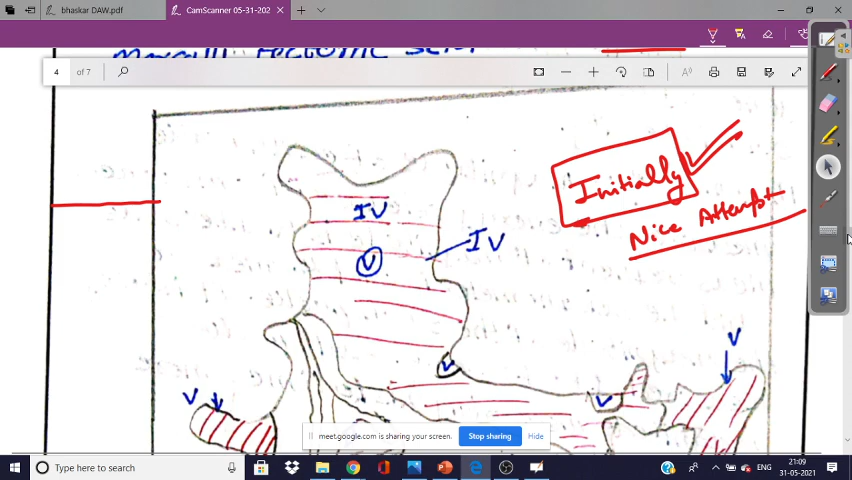 bhaskar DAW.pdf
CamScanner 05-31-202
4 of 7
Initially
Nice Attempt
IV
V
IV
V
V
V
V
meet.google.com is sharing your screen.
Stop sharing
Hide
Type here to search
ENG
21:09
31-05-2021